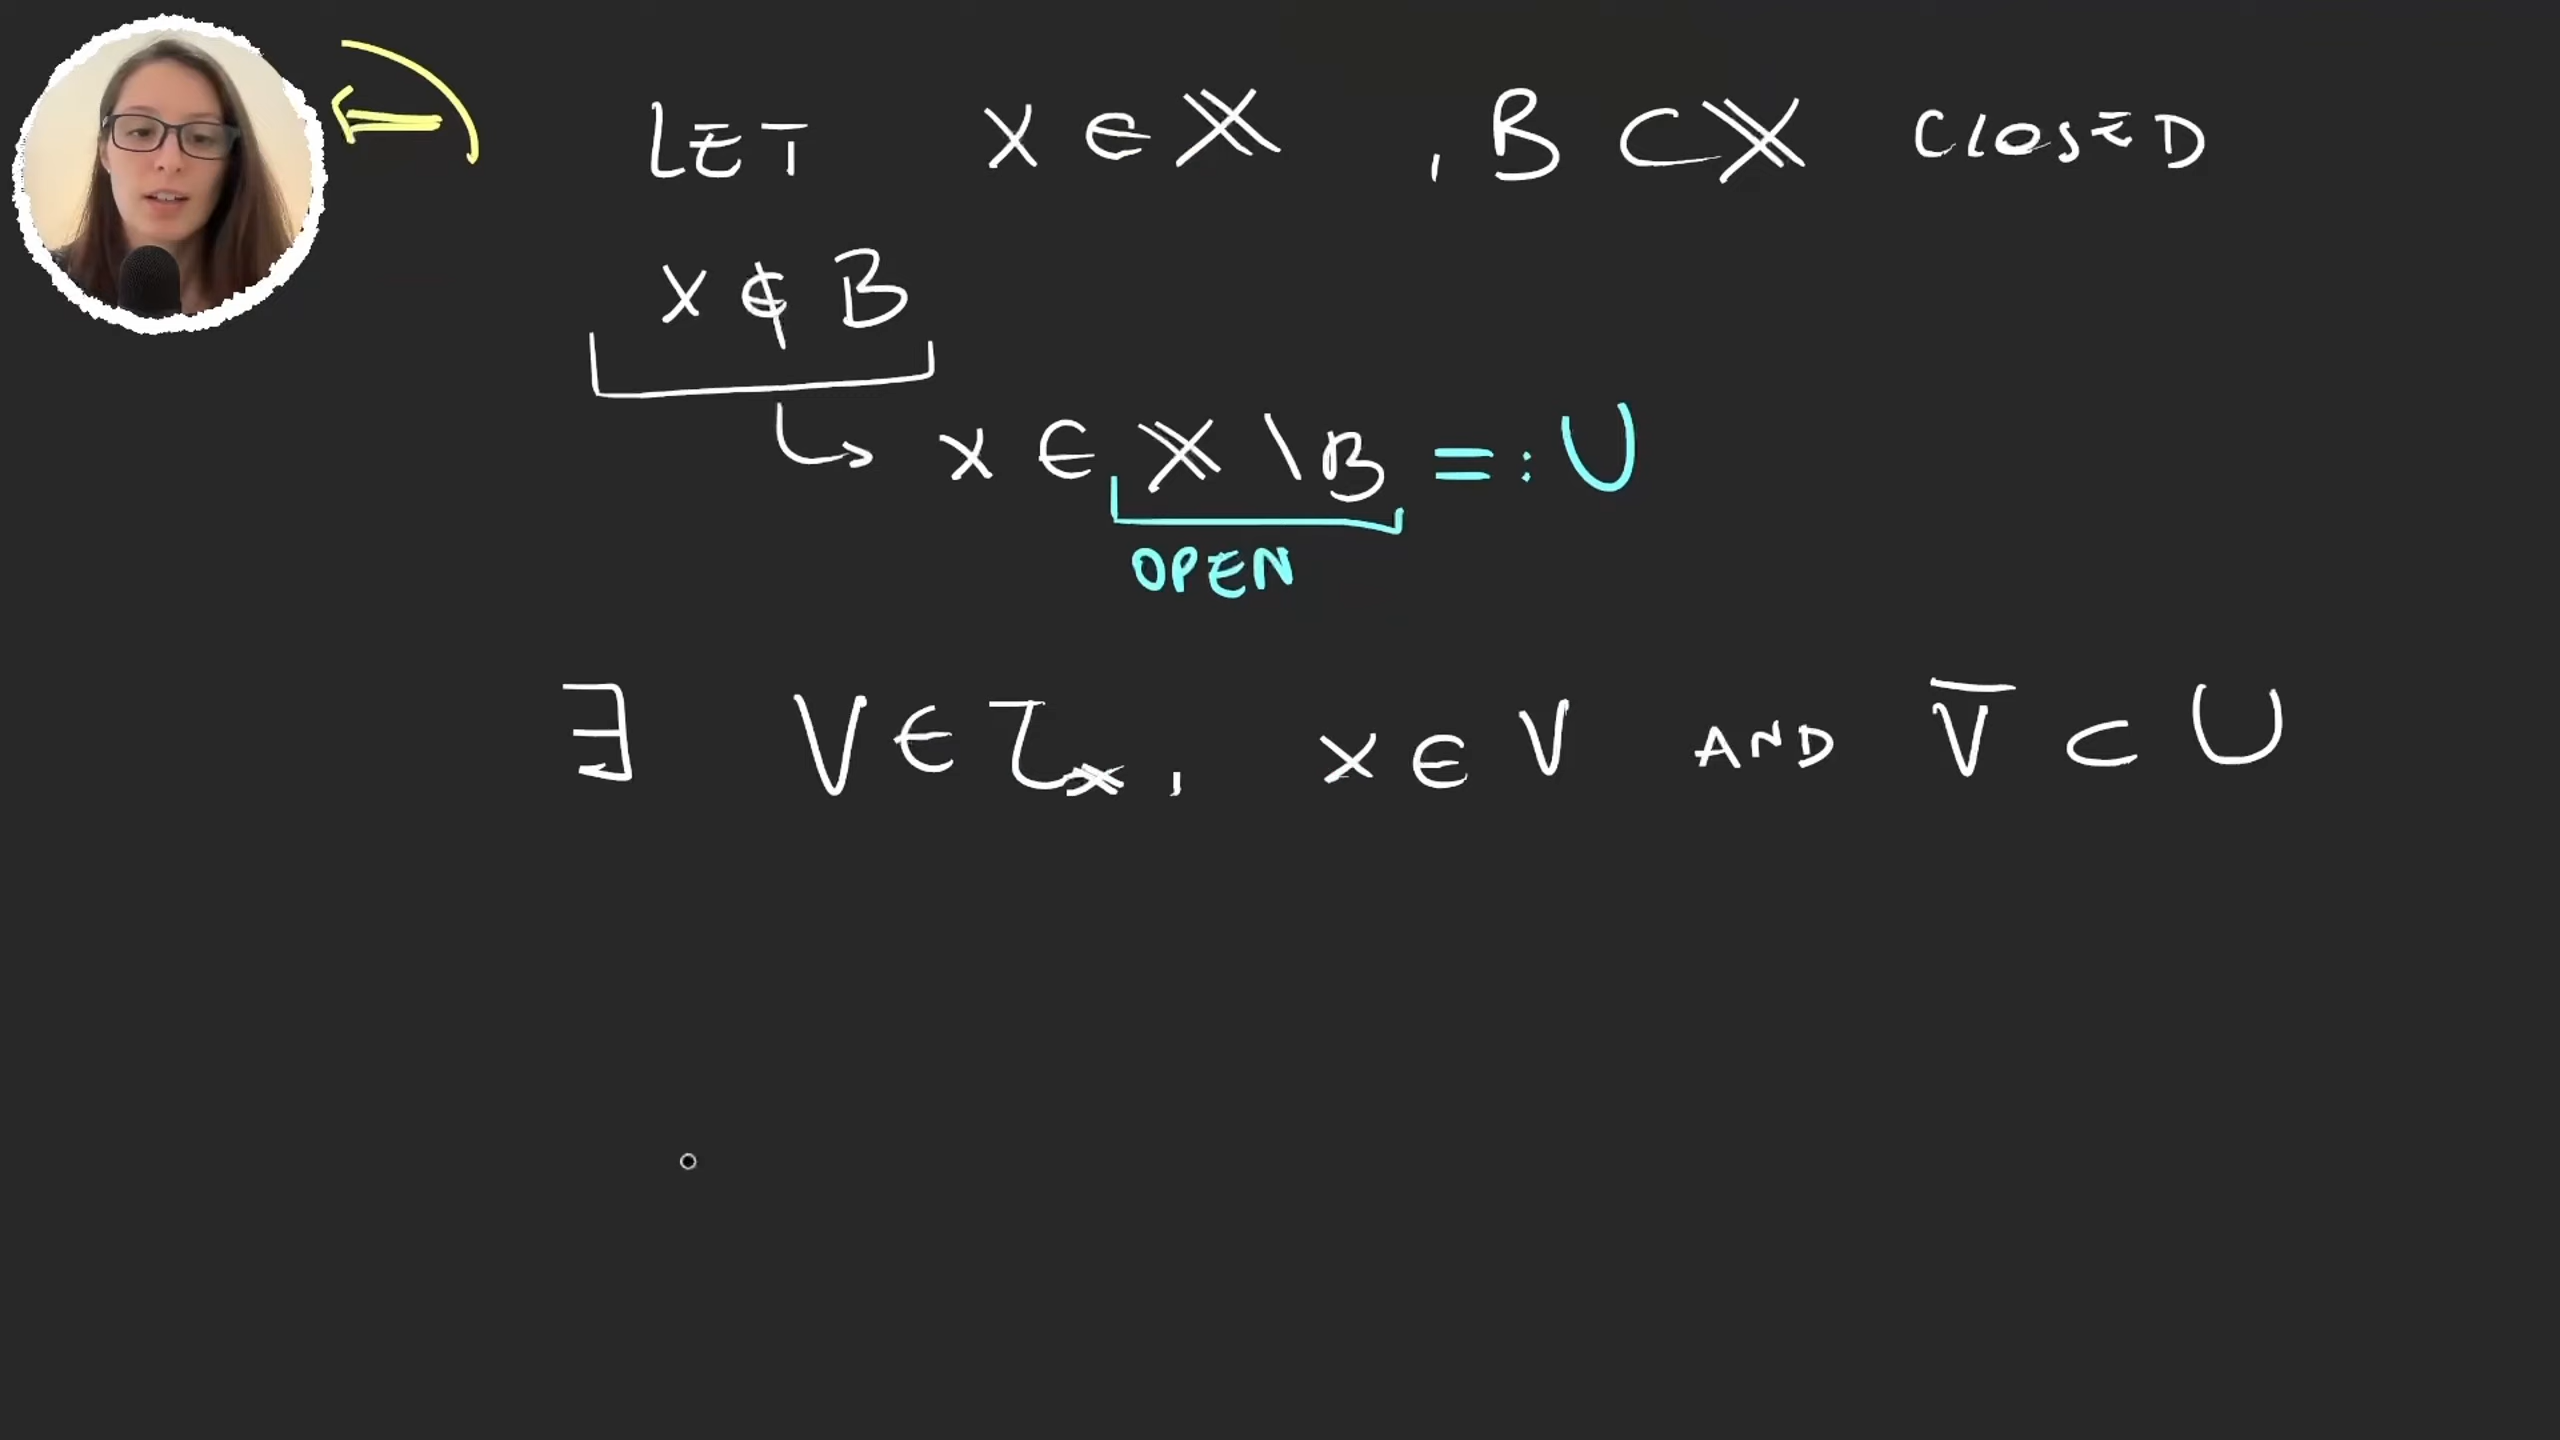 ⇐)
LET x ∈ 𝕏 , B ⊂ 𝕏 CLOSED
x ∉ B
↳ x ∈ 𝕏 \ B =: U
OPEN
∃ V ∈ τ_𝕏 , x ∈ V AND V̅ ⊂ U